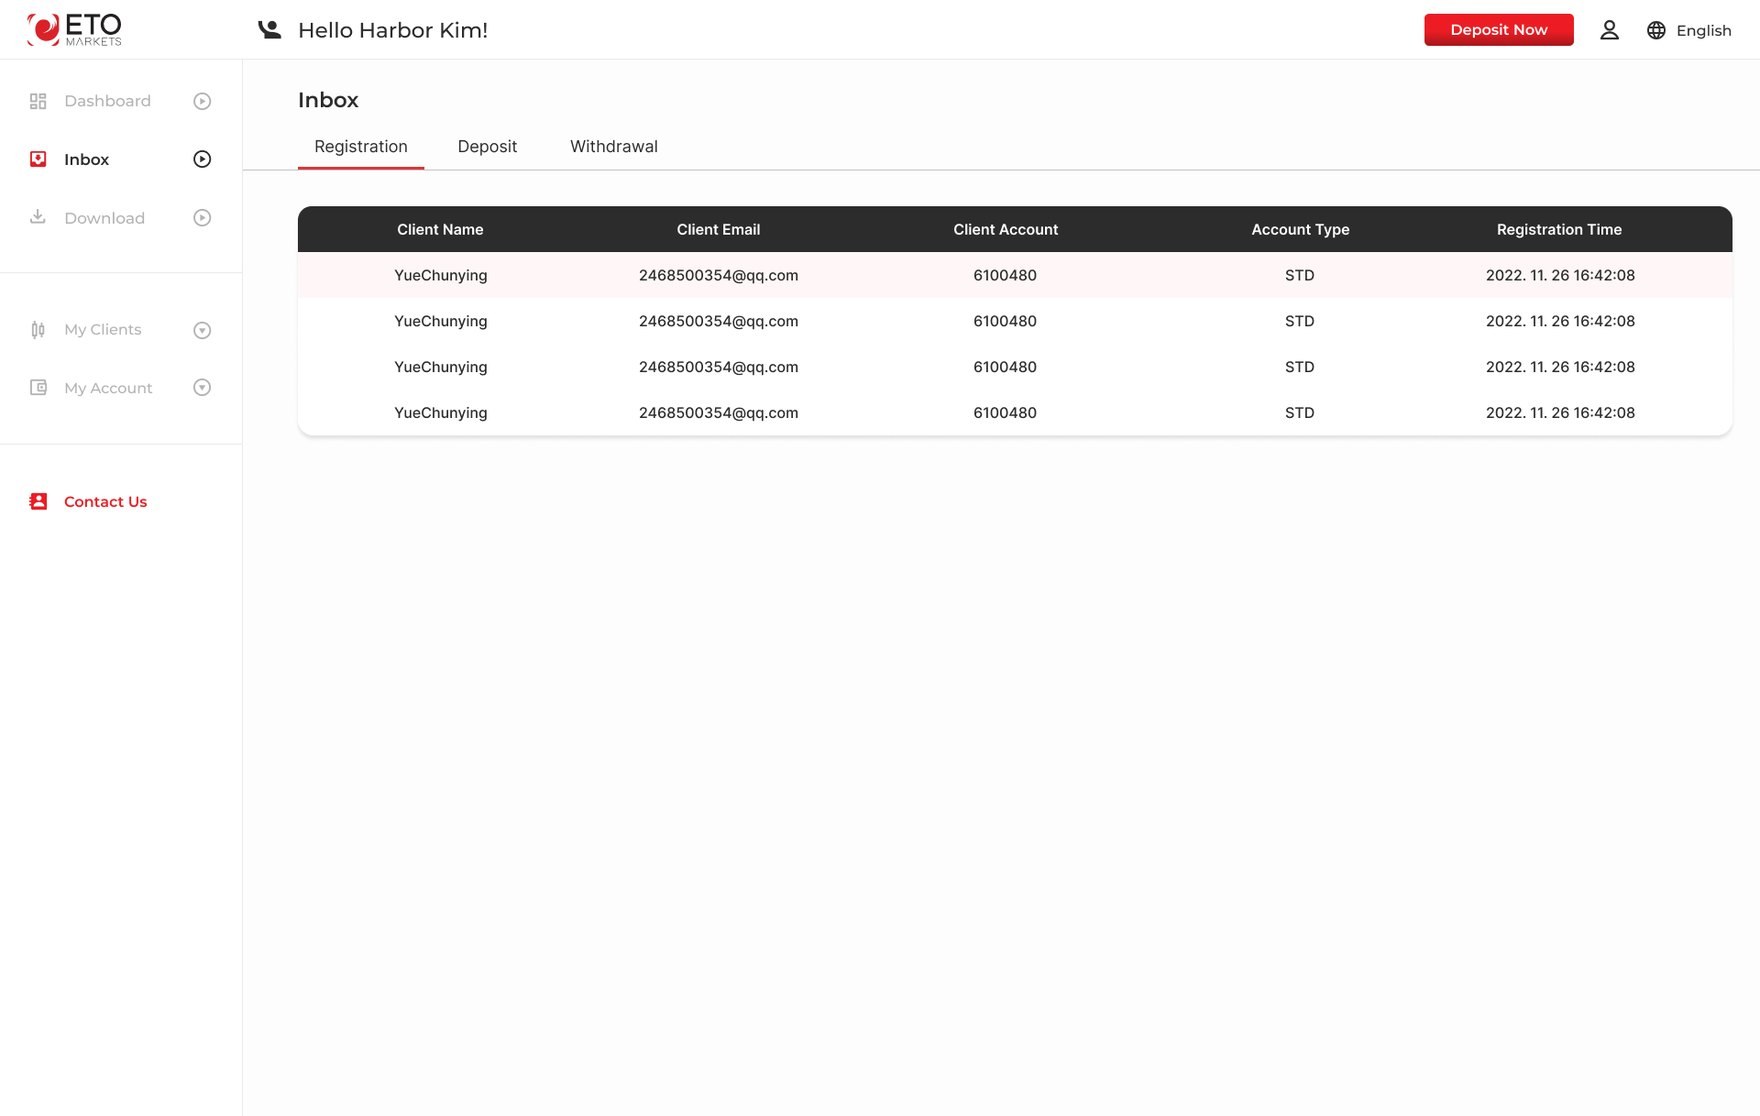 ETO
MARKETS
Hello Harbor Kim!
Deposit Now
English
Dashboard
Inbox
Download
My Clients
My Account
Contact Us
Inbox
Registration Deposit Withdrawal
Client Name Client Email Client Account Account Type Registration Time
YueChunying 2468500354@qq.com 6100480 STD 2022. 11. 26 16:42:08
YueChunying 2468500354@qq.com 6100480 STD 2022. 11. 26 16:42:08
YueChunying 2468500354@qq.com 6100480 STD 2022. 11. 26 16:42:08
YueChunying 2468500354@qq.com 6100480 STD 2022. 11. 26 16:42:08